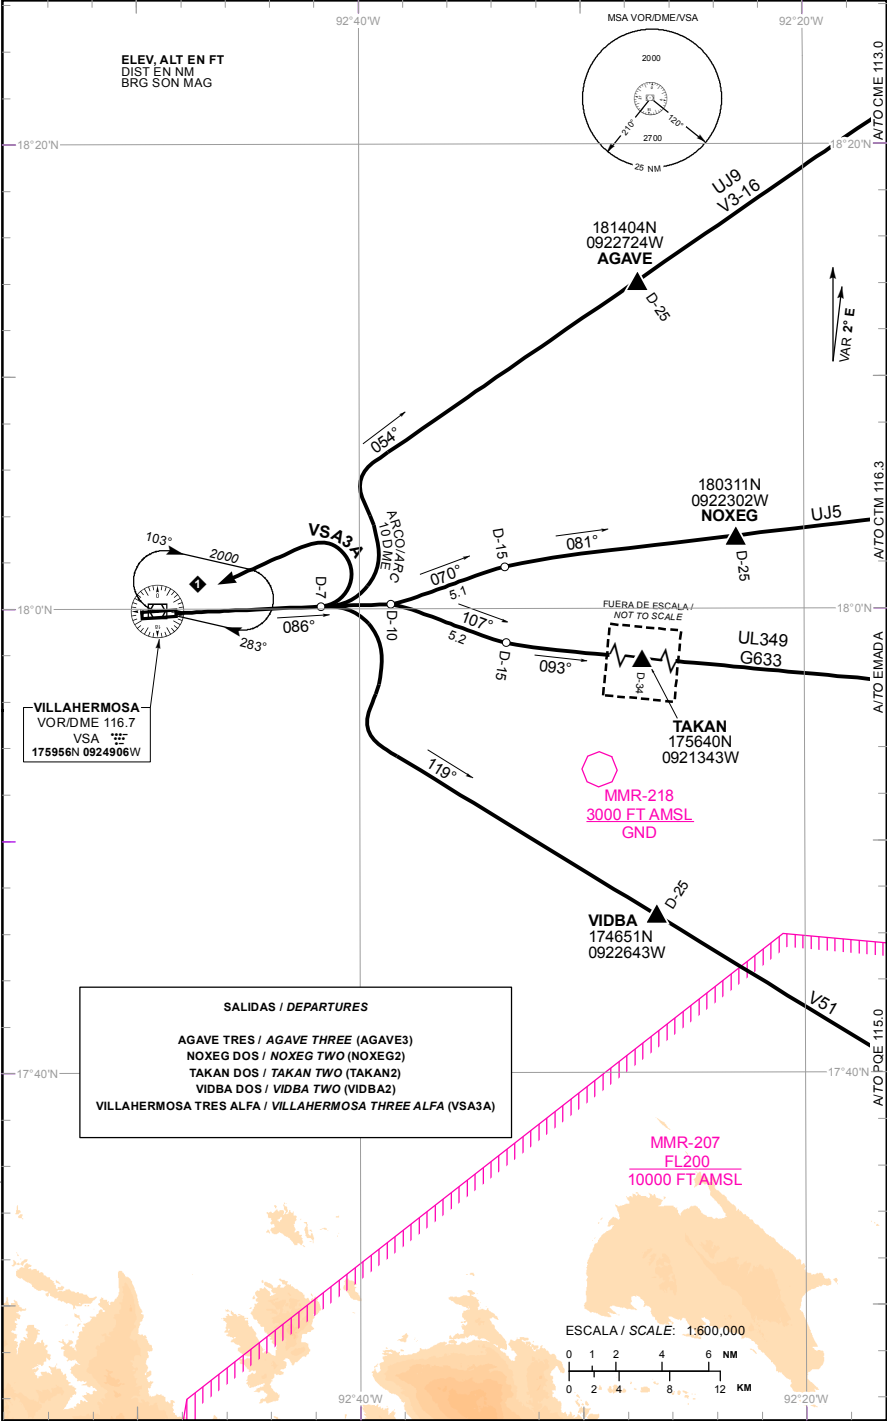 92°40'W
92°20'W
MSA VOR/DME/VSA
2000
210°
120°
2700
25 NM
ELEV, ALT EN FT
DIST EN NM
BRG SON MAG
A/TO CME 113.0
18°20'N
18°20'N
UJ9
V3-16
181404N
0922724W
AGAVE
D-25
VAR 2° E
054°
ARCO/ARC
10 DME
VSA3A
103°
2000
1
283°
D-7
086°
D-10
070°
5.1
D-15
081°
180311N
0922302W
NOXEG
D-25
UJ5
A/TO CTM 116.3
18°0'N
18°0'N
107°
5.2
D-15
093°
FUERA DE ESCALA /
NOT TO SCALE
D-34
UL349
G633
A/TO EMADA
TAKAN
175640N
0921343W
VILLAHERMOSA
VOR/DME 116.7
VSA
175956N 0924906W
119°
MMR-218
3000 FT AMSL
GND
D-25
VIDBA
174651N
0922643W
V51
A/TO PQE 115.0
SALIDAS / DEPARTURES
AGAVE TRES / AGAVE THREE (AGAVE3)
NOXEG DOS / NOXEG TWO (NOXEG2)
TAKAN DOS / TAKAN TWO (TAKAN2)
VIDBA DOS / VIDBA TWO (VIDBA2)
VILLAHERMOSA TRES ALFA / VILLAHERMOSA THREE ALFA (VSA3A)
17°40'N
17°40'N
MMR-207
FL200
10000 FT AMSL
ESCALA / SCALE: 1:600,000
0 1 2 4 6 NM
0 2 4 8 12 KM
92°40'W
92°20'W